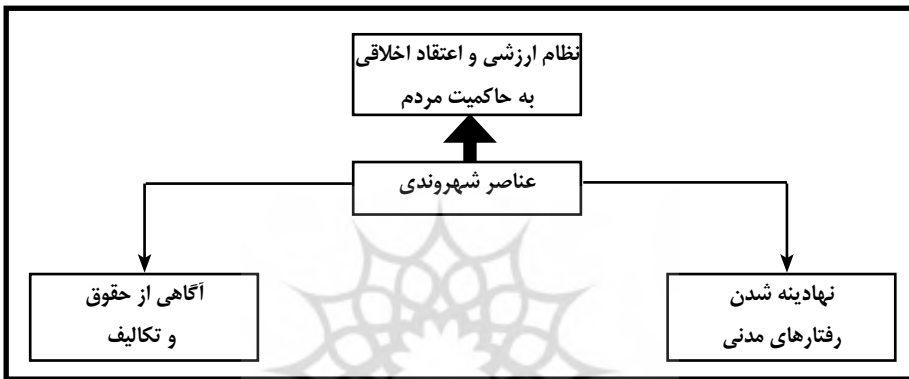 نظام ارزشی و اعتقاد اخلاقی
به حاکمیت مردم
عناصر شهروندی
نهادینه شدن
رفتارهای مدنی
آگاهی از حقوق
و تکالیف